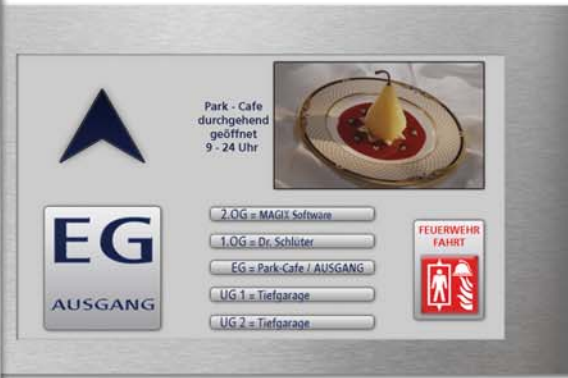 Park - Cafe
durchgehend
geöffnet
9 - 24 Uhr
EG
AUSGANG
2.OG = MAGIX Software
1.OG = Dr. Schlüter
EG = Park-Cafe / AUSGANG
UG 1 = Tiefgarage
UG 2 = Tiefgarage
FEUERWEHR
FAHRT